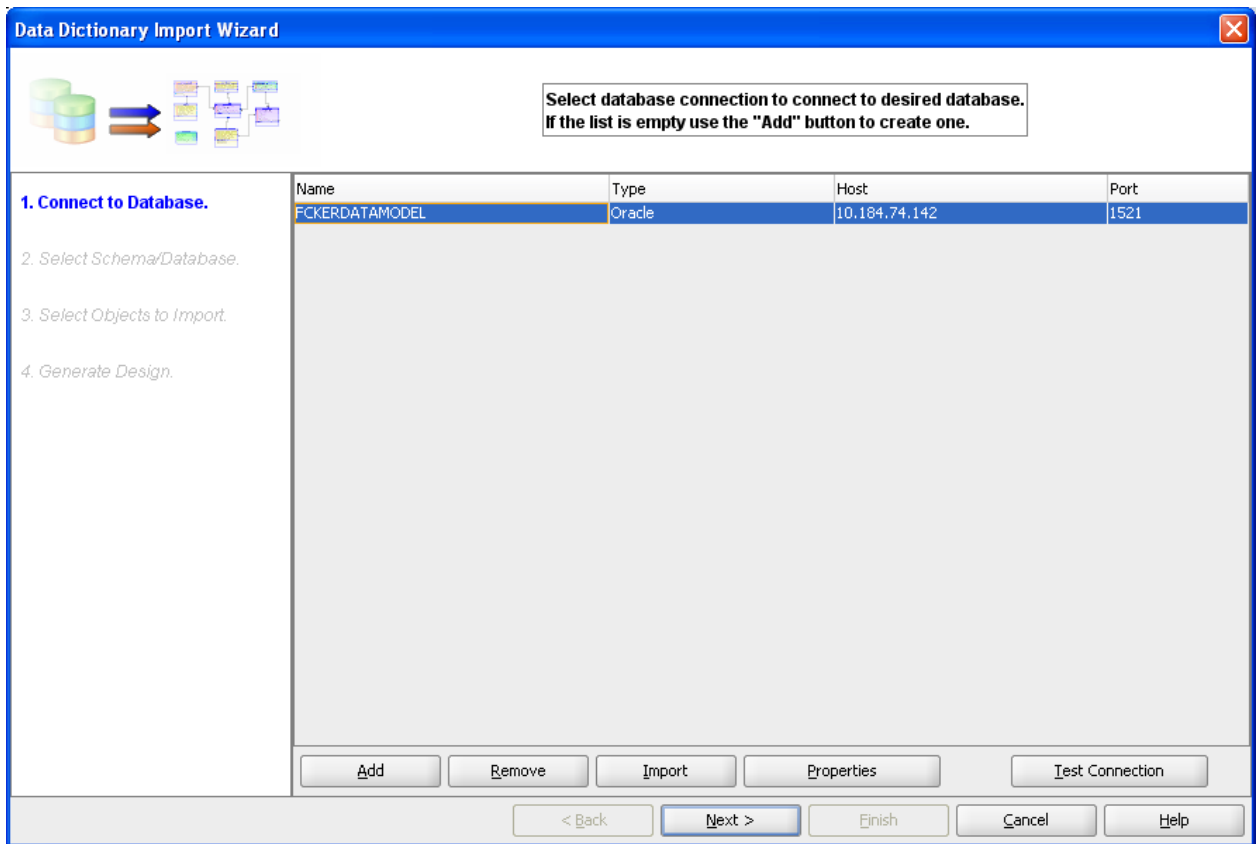 Data Dictionary Import Wizard
Select database connection to connect to desired database.
If the list is empty use the "Add" button to create one.
1. Connect to Database.
2. Select Schema/Database.
3. Select Objects to Import.
4. Generate Design.
Name Type Host Port
FCKERDATAMODEL Oracle 10.184.74.142 1521
Add Remove Import Properties Test Connection
< Back Next > Finish Cancel Help